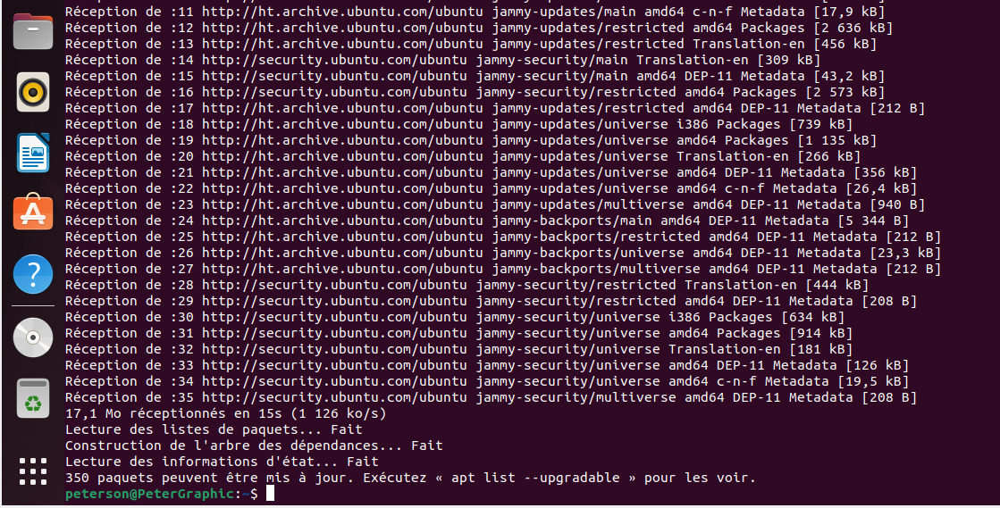 Réception de :11 http://ht.archive.ubuntu.com/ubuntu jammy-updates/main amd64 c-n-f Metadata [17,9 kB]
Réception de :12 http://ht.archive.ubuntu.com/ubuntu jammy-updates/restricted amd64 Packages [2 636 kB]
Réception de :13 http://ht.archive.ubuntu.com/ubuntu jammy-updates/restricted Translation-en [456 kB]
Réception de :14 http://security.ubuntu.com/ubuntu jammy-security/main Translation-en [309 kB]
Réception de :15 http://security.ubuntu.com/ubuntu jammy-security/main amd64 DEP-11 Metadata [43,2 kB]
Réception de :16 http://security.ubuntu.com/ubuntu jammy-security/restricted amd64 Packages [2 573 kB]
Réception de :17 http://ht.archive.ubuntu.com/ubuntu jammy-updates/restricted amd64 DEP-11 Metadata [212 B]
Réception de :18 http://ht.archive.ubuntu.com/ubuntu jammy-updates/universe i386 Packages [739 kB]
Réception de :19 http://ht.archive.ubuntu.com/ubuntu jammy-updates/universe amd64 Packages [1 135 kB]
Réception de :20 http://ht.archive.ubuntu.com/ubuntu jammy-updates/universe Translation-en [266 kB]
Réception de :21 http://ht.archive.ubuntu.com/ubuntu jammy-updates/universe amd64 DEP-11 Metadata [356 kB]
Réception de :22 http://ht.archive.ubuntu.com/ubuntu jammy-updates/universe amd64 c-n-f Metadata [26,4 kB]
Réception de :23 http://ht.archive.ubuntu.com/ubuntu jammy-updates/multiverse amd64 DEP-11 Metadata [940 B]
Réception de :24 http://ht.archive.ubuntu.com/ubuntu jammy-backports/main amd64 DEP-11 Metadata [5 344 B]
Réception de :25 http://ht.archive.ubuntu.com/ubuntu jammy-backports/restricted amd64 DEP-11 Metadata [212 B]
Réception de :26 http://ht.archive.ubuntu.com/ubuntu jammy-backports/universe amd64 DEP-11 Metadata [23,3 kB]
Réception de :27 http://ht.archive.ubuntu.com/ubuntu jammy-backports/multiverse amd64 DEP-11 Metadata [212 B]
Réception de :28 http://security.ubuntu.com/ubuntu jammy-security/restricted Translation-en [444 kB]
Réception de :29 http://security.ubuntu.com/ubuntu jammy-security/restricted amd64 DEP-11 Metadata [208 B]
Réception de :30 http://security.ubuntu.com/ubuntu jammy-security/universe i386 Packages [634 kB]
Réception de :31 http://security.ubuntu.com/ubuntu jammy-security/universe amd64 Packages [914 kB]
Réception de :32 http://security.ubuntu.com/ubuntu jammy-security/universe Translation-en [181 kB]
Réception de :33 http://security.ubuntu.com/ubuntu jammy-security/universe amd64 DEP-11 Metadata [126 kB]
Réception de :34 http://security.ubuntu.com/ubuntu jammy-security/universe amd64 c-n-f Metadata [19,5 kB]
Réception de :35 http://security.ubuntu.com/ubuntu jammy-security/multiverse amd64 DEP-11 Metadata [208 B]
17,1 Mo réceptionnés en 15s (1 126 ko/s)
Lecture des listes de paquets... Fait
Construction de l'arbre des dépendances... Fait
Lecture des informations d'état... Fait
350 paquets peuvent être mis à jour. Exécutez « apt list --upgradable » pour les voir.
peterson@PeterGraphic:~$